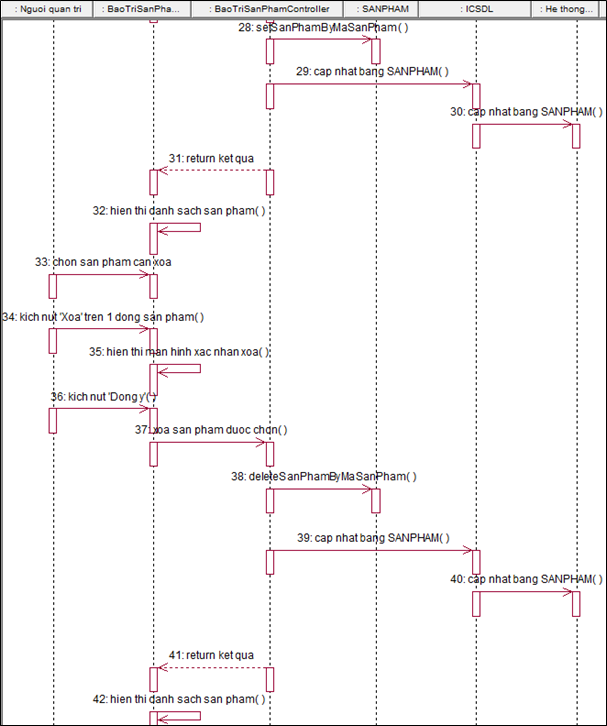 : Nguoi quan tri : BaoTriSanPha... : BaoTriSanPhamController : SANPHAM : ICSDL : He thong...
28: setSanPhamByMaSanPham( )
29: cap nhat bang SANPHAM( )
30: cap nhat bang SANPHAM( )
31: return ket qua
32: hien thi danh sach san pham( )
33: chon san pham can xoa
34: kich nut 'Xoa' tren 1 dong san pham( )
35: hien thi man hinh xac nhan xoa( )
36: kich nut 'Dong y'( )
37: xoa san pham duoc chon( )
38: deleteSanPhamByMaSanPham( )
39: cap nhat bang SANPHAM( )
40: cap nhat bang SANPHAM( )
41: return ket qua
42: hien thi danh sach san pham( )